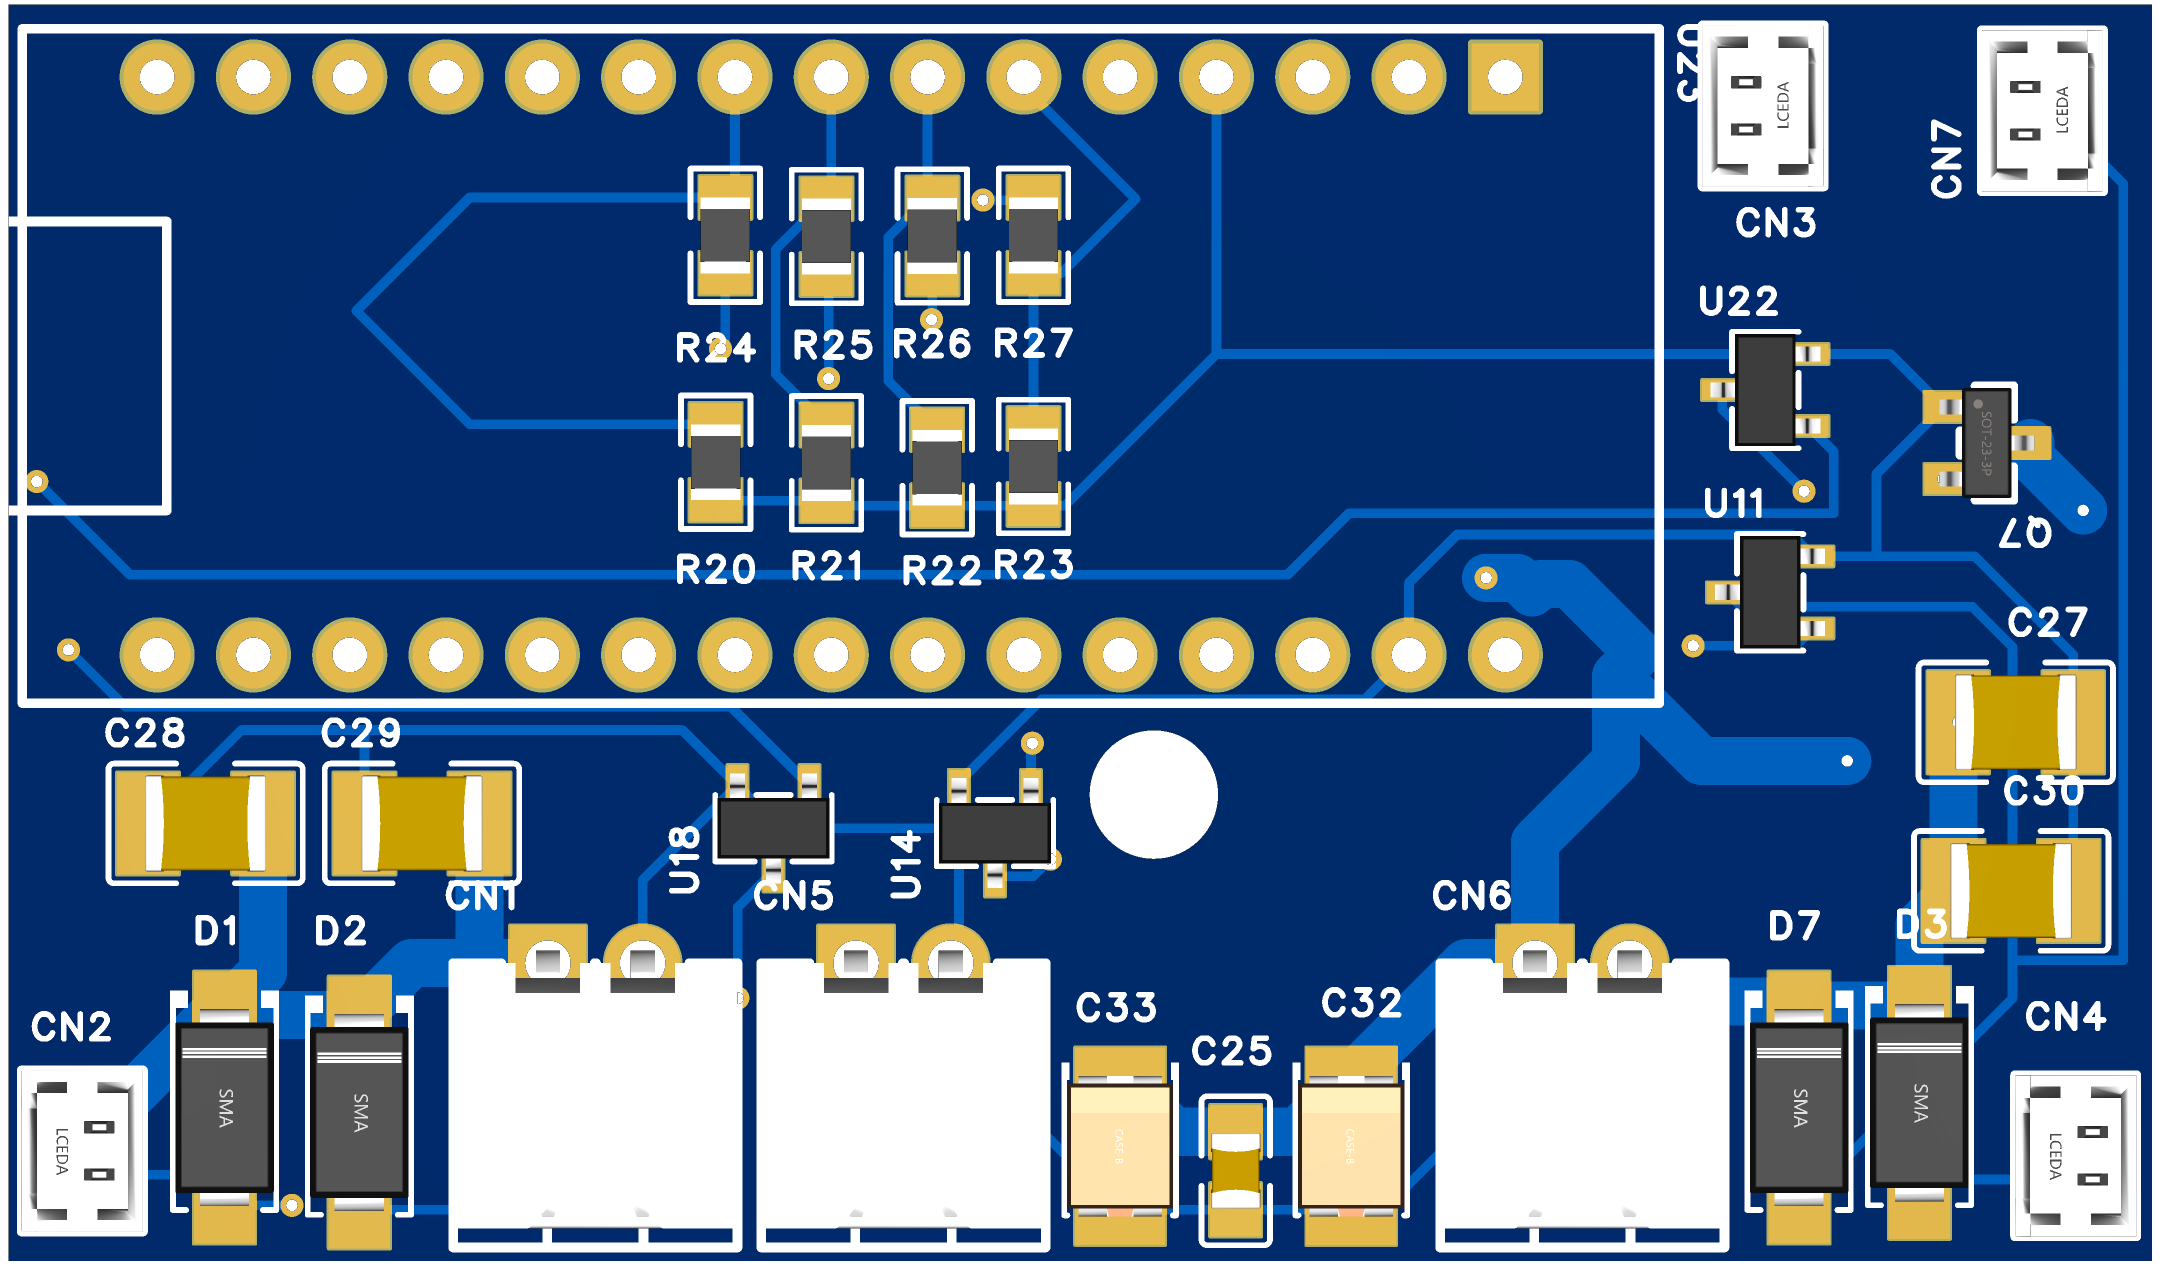 U23
LCEDA
LCEDA
CN7
CN3
U22
R24
R25
R26
R27
SOT-23-3P
U11
Q7
R20
R21
R22
R23
C27
C28
C29
C30
U18
U14
CN1
CN5
CN6
D1
D2
D7
D3
CN2
C33
C32
C25
CN4
SMA
SMA
SMA
SMA
LCEDA
CASE-B
CASE-B
LCEDA